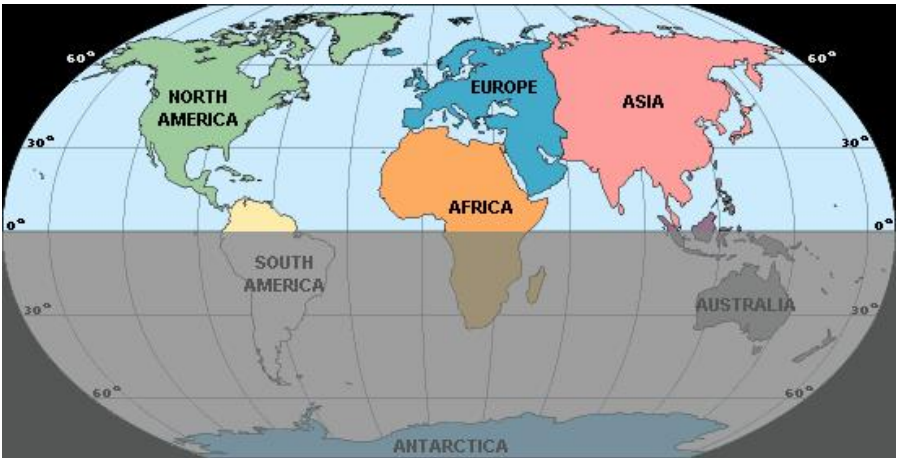 60°
60°
NORTH
AMERICA
EUROPE
ASIA
30°
30°
AFRICA
0°
0°
SOUTH
AMERICA
AUSTRALIA
30°
30°
60°
60°
ANTARCTICA